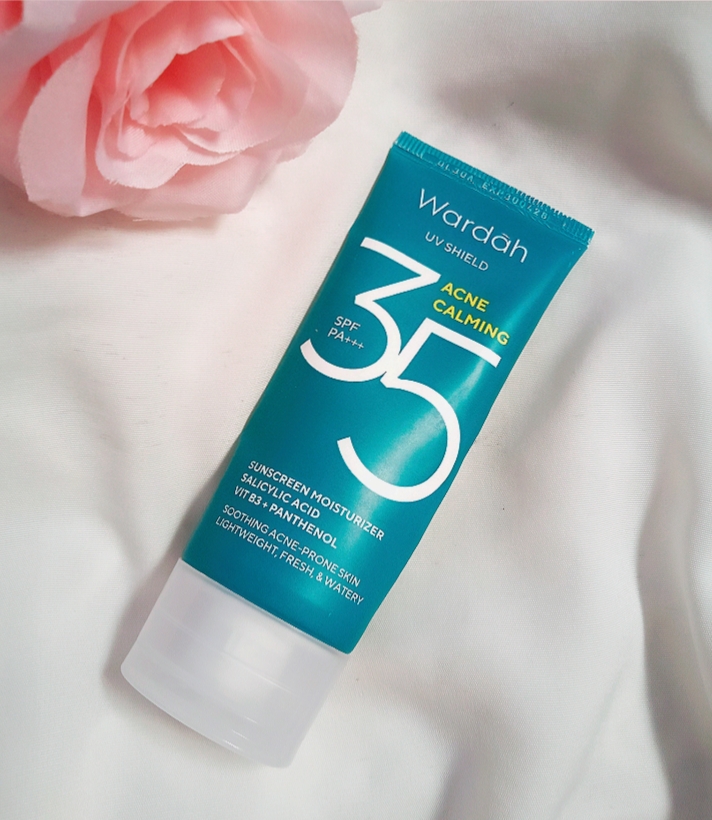 Wardâh
UV SHIELD
35
ACNE
CALMING
SPF
PA+++
SUNSCREEN MOISTURIZER
SALICYLIC ACID
VIT B3 + PANTHENOL
SOOTHING ACNE-PRONE SKIN
LIGHTWEIGHT, FRESH, & WATERY